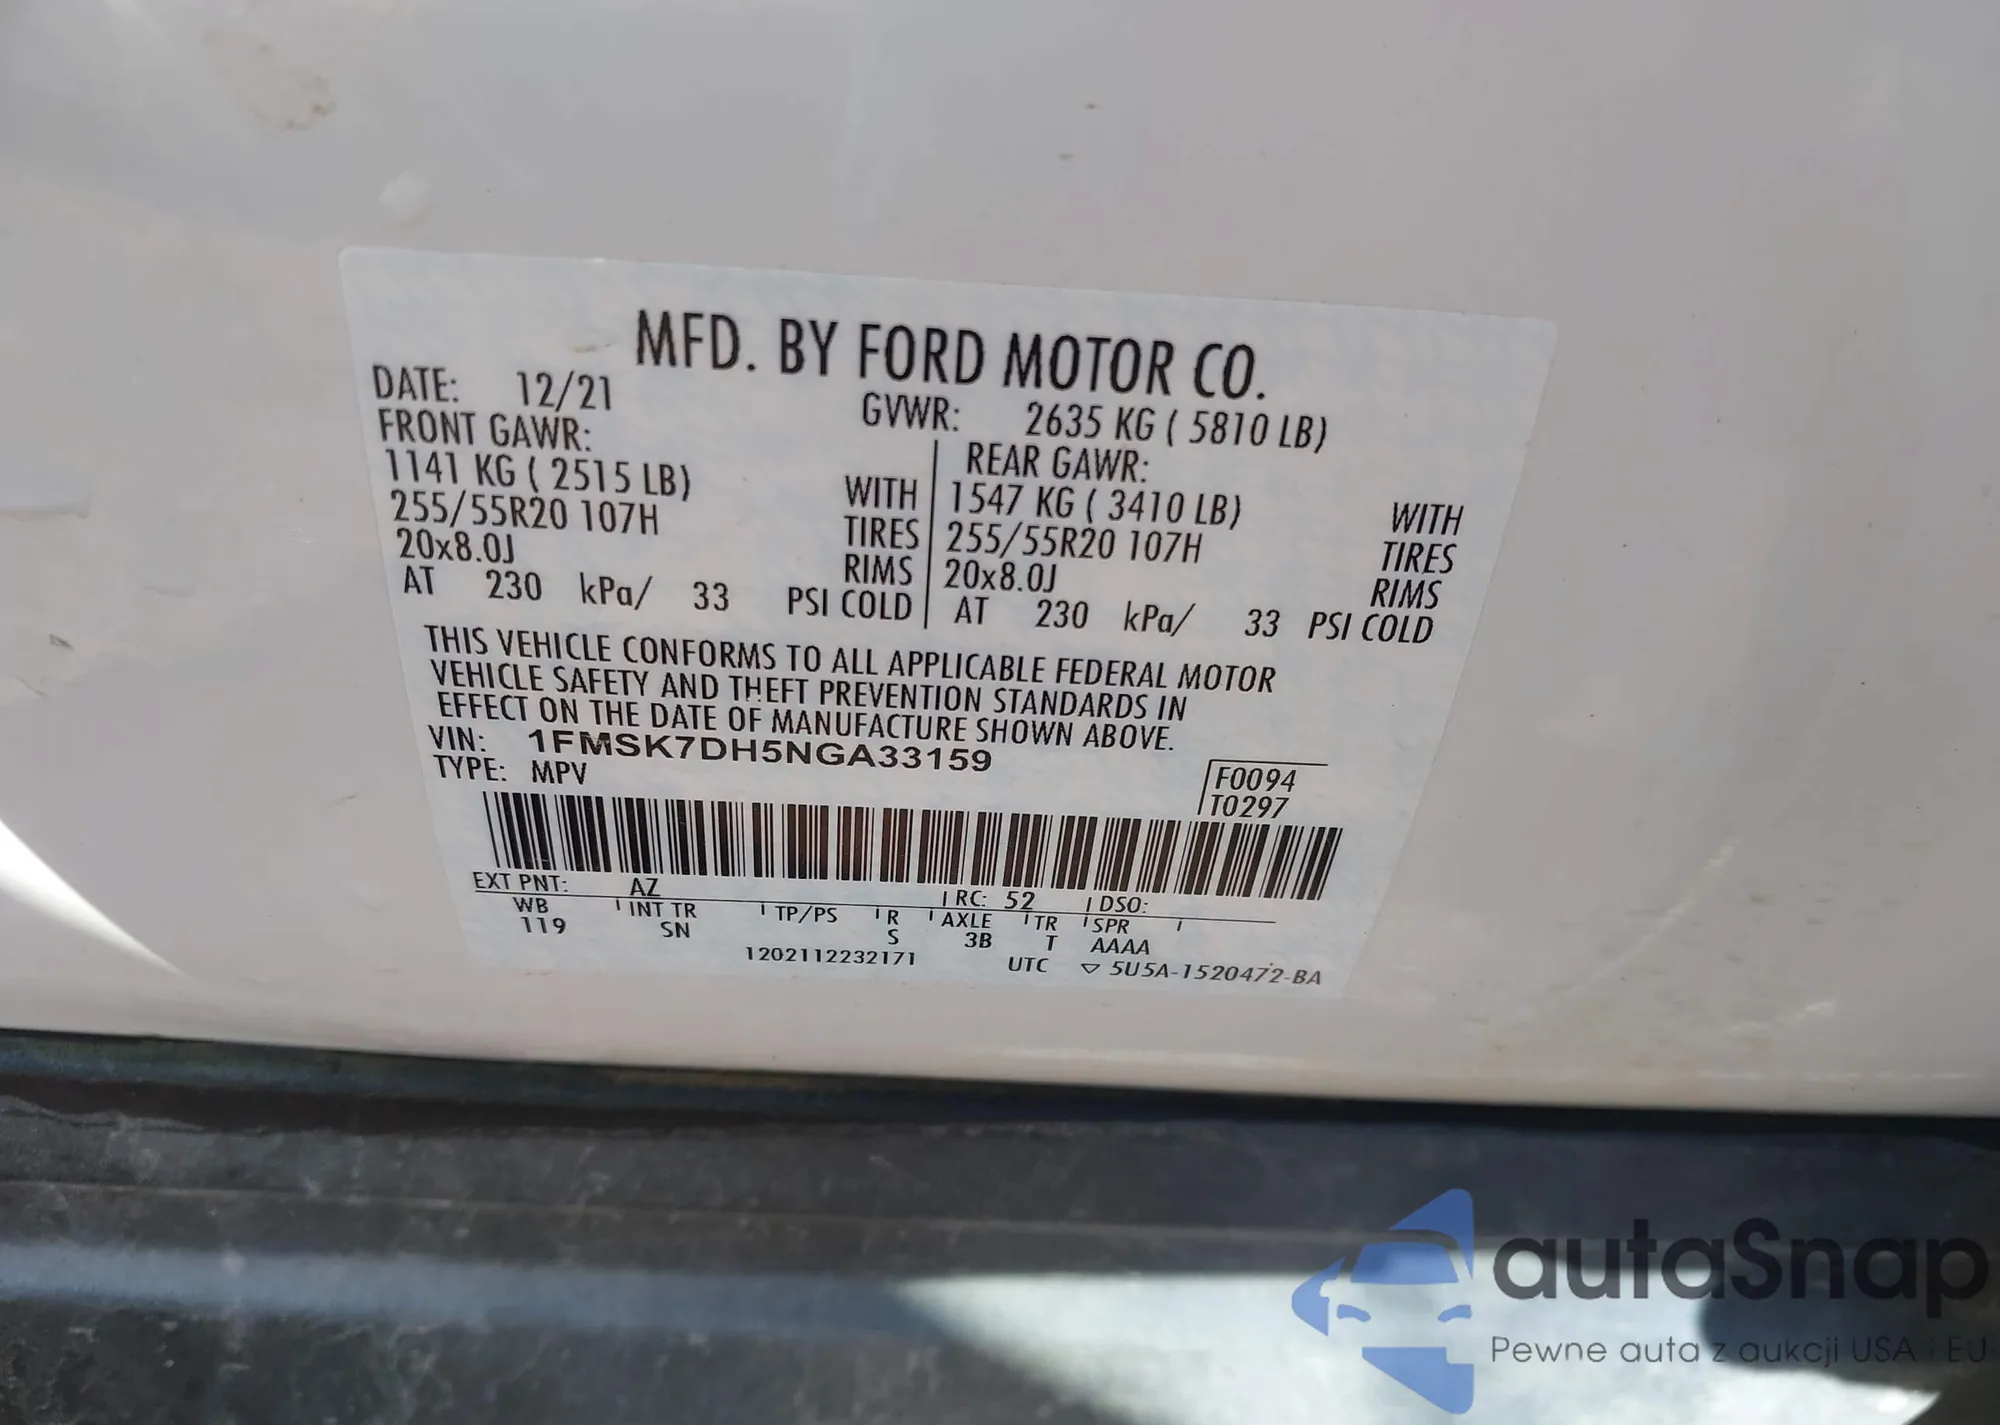 MFD. BY FORD MOTOR CO.
DATE: 12/21 GVWR: 2635 KG ( 5810 LB)
FRONT GAWR: REAR GAWR:
1141 KG ( 2515 LB) WITH 1547 KG ( 3410 LB) WITH
255/55R20 107H TIRES 255/55R20 107H TIRES
20x8.0J RIMS 20x8.0J RIMS
AT 230 kPa/ 33 PSI COLD AT 230 kPa/ 33 PSI COLD
THIS VEHICLE CONFORMS TO ALL APPLICABLE FEDERAL MOTOR
VEHICLE SAFETY AND THEFT PREVENTION STANDARDS IN
EFFECT ON THE DATE OF MANUFACTURE SHOWN ABOVE.
VIN: 1FMSK7DH5NGA33159
TYPE: MPV F0094
T0297
EXT PNT: AZ RC: 52 DSO:
WB INT TR TP/PS R AXLE TR SPR
119 SN S 3B T AAAA
1202112232171 UTC ▽ 5U5A-1520472-BA
autaSnap
Pewne auta z aukcji USA i EU